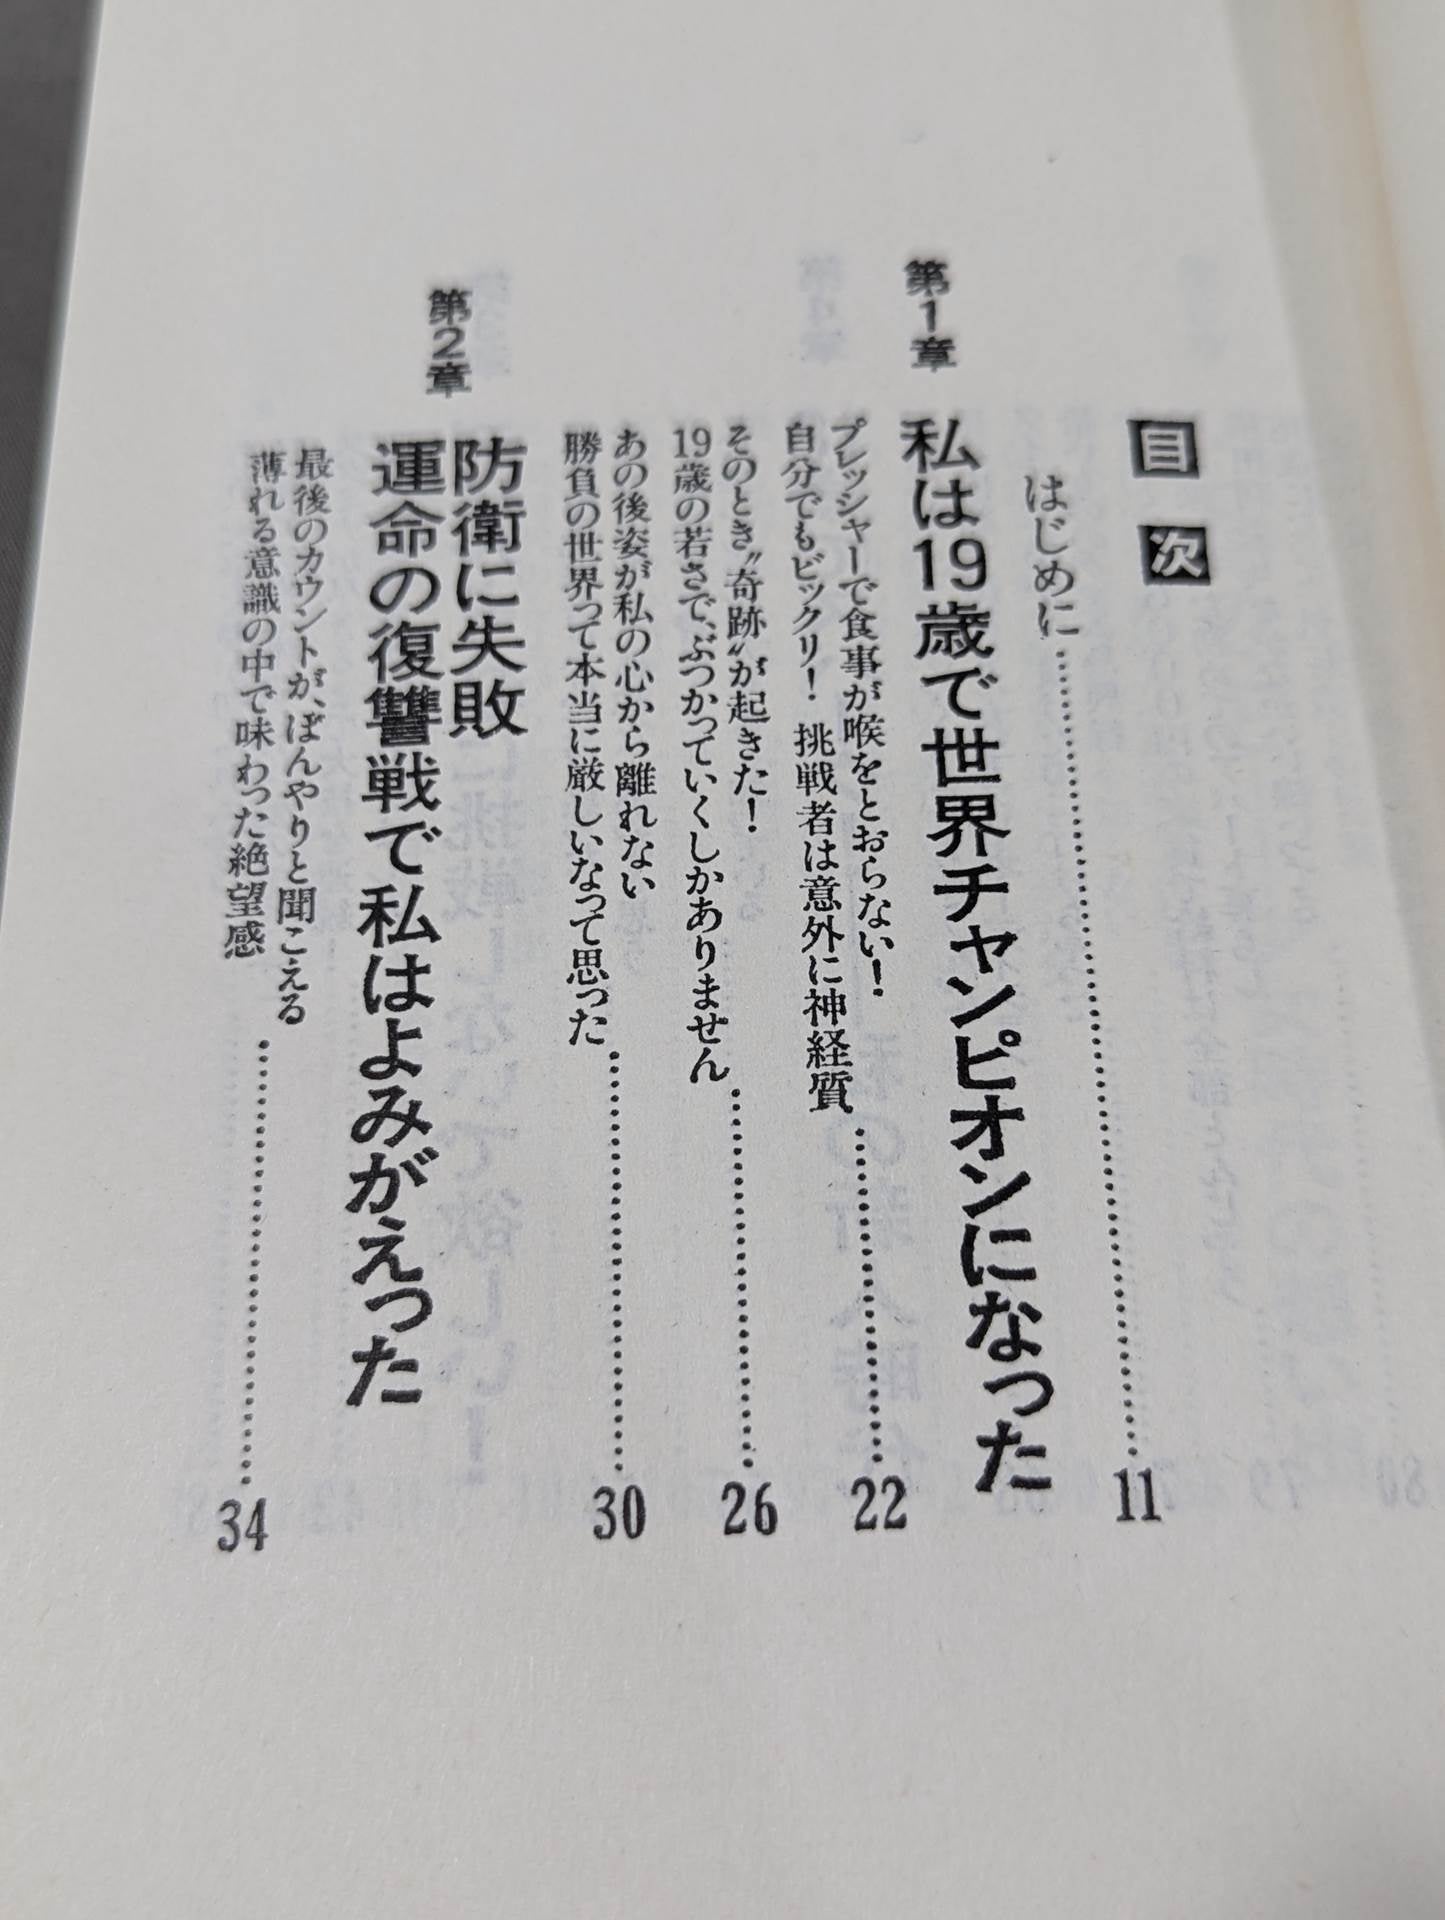 目次
はじめに……11
第1章
私は19歳で世界チャンピオンになった
プレッシャーで食事が喉をとおらない!
自分でもビックリ! 挑戦者は意外に神経質……22
そのとき〝奇跡〟が起きた!
19歳の若さで、ぶつかっていくしかありません……26
あの後姿が私の心から離れない
勝負の世界って本当に厳しいなって思った……30
第2章
防衛に失敗
運命の復讐戦で私はよみがえった
最後のカウントが、ぼんやりと聞こえる
薄れる意識の中で味わった絶望感……34